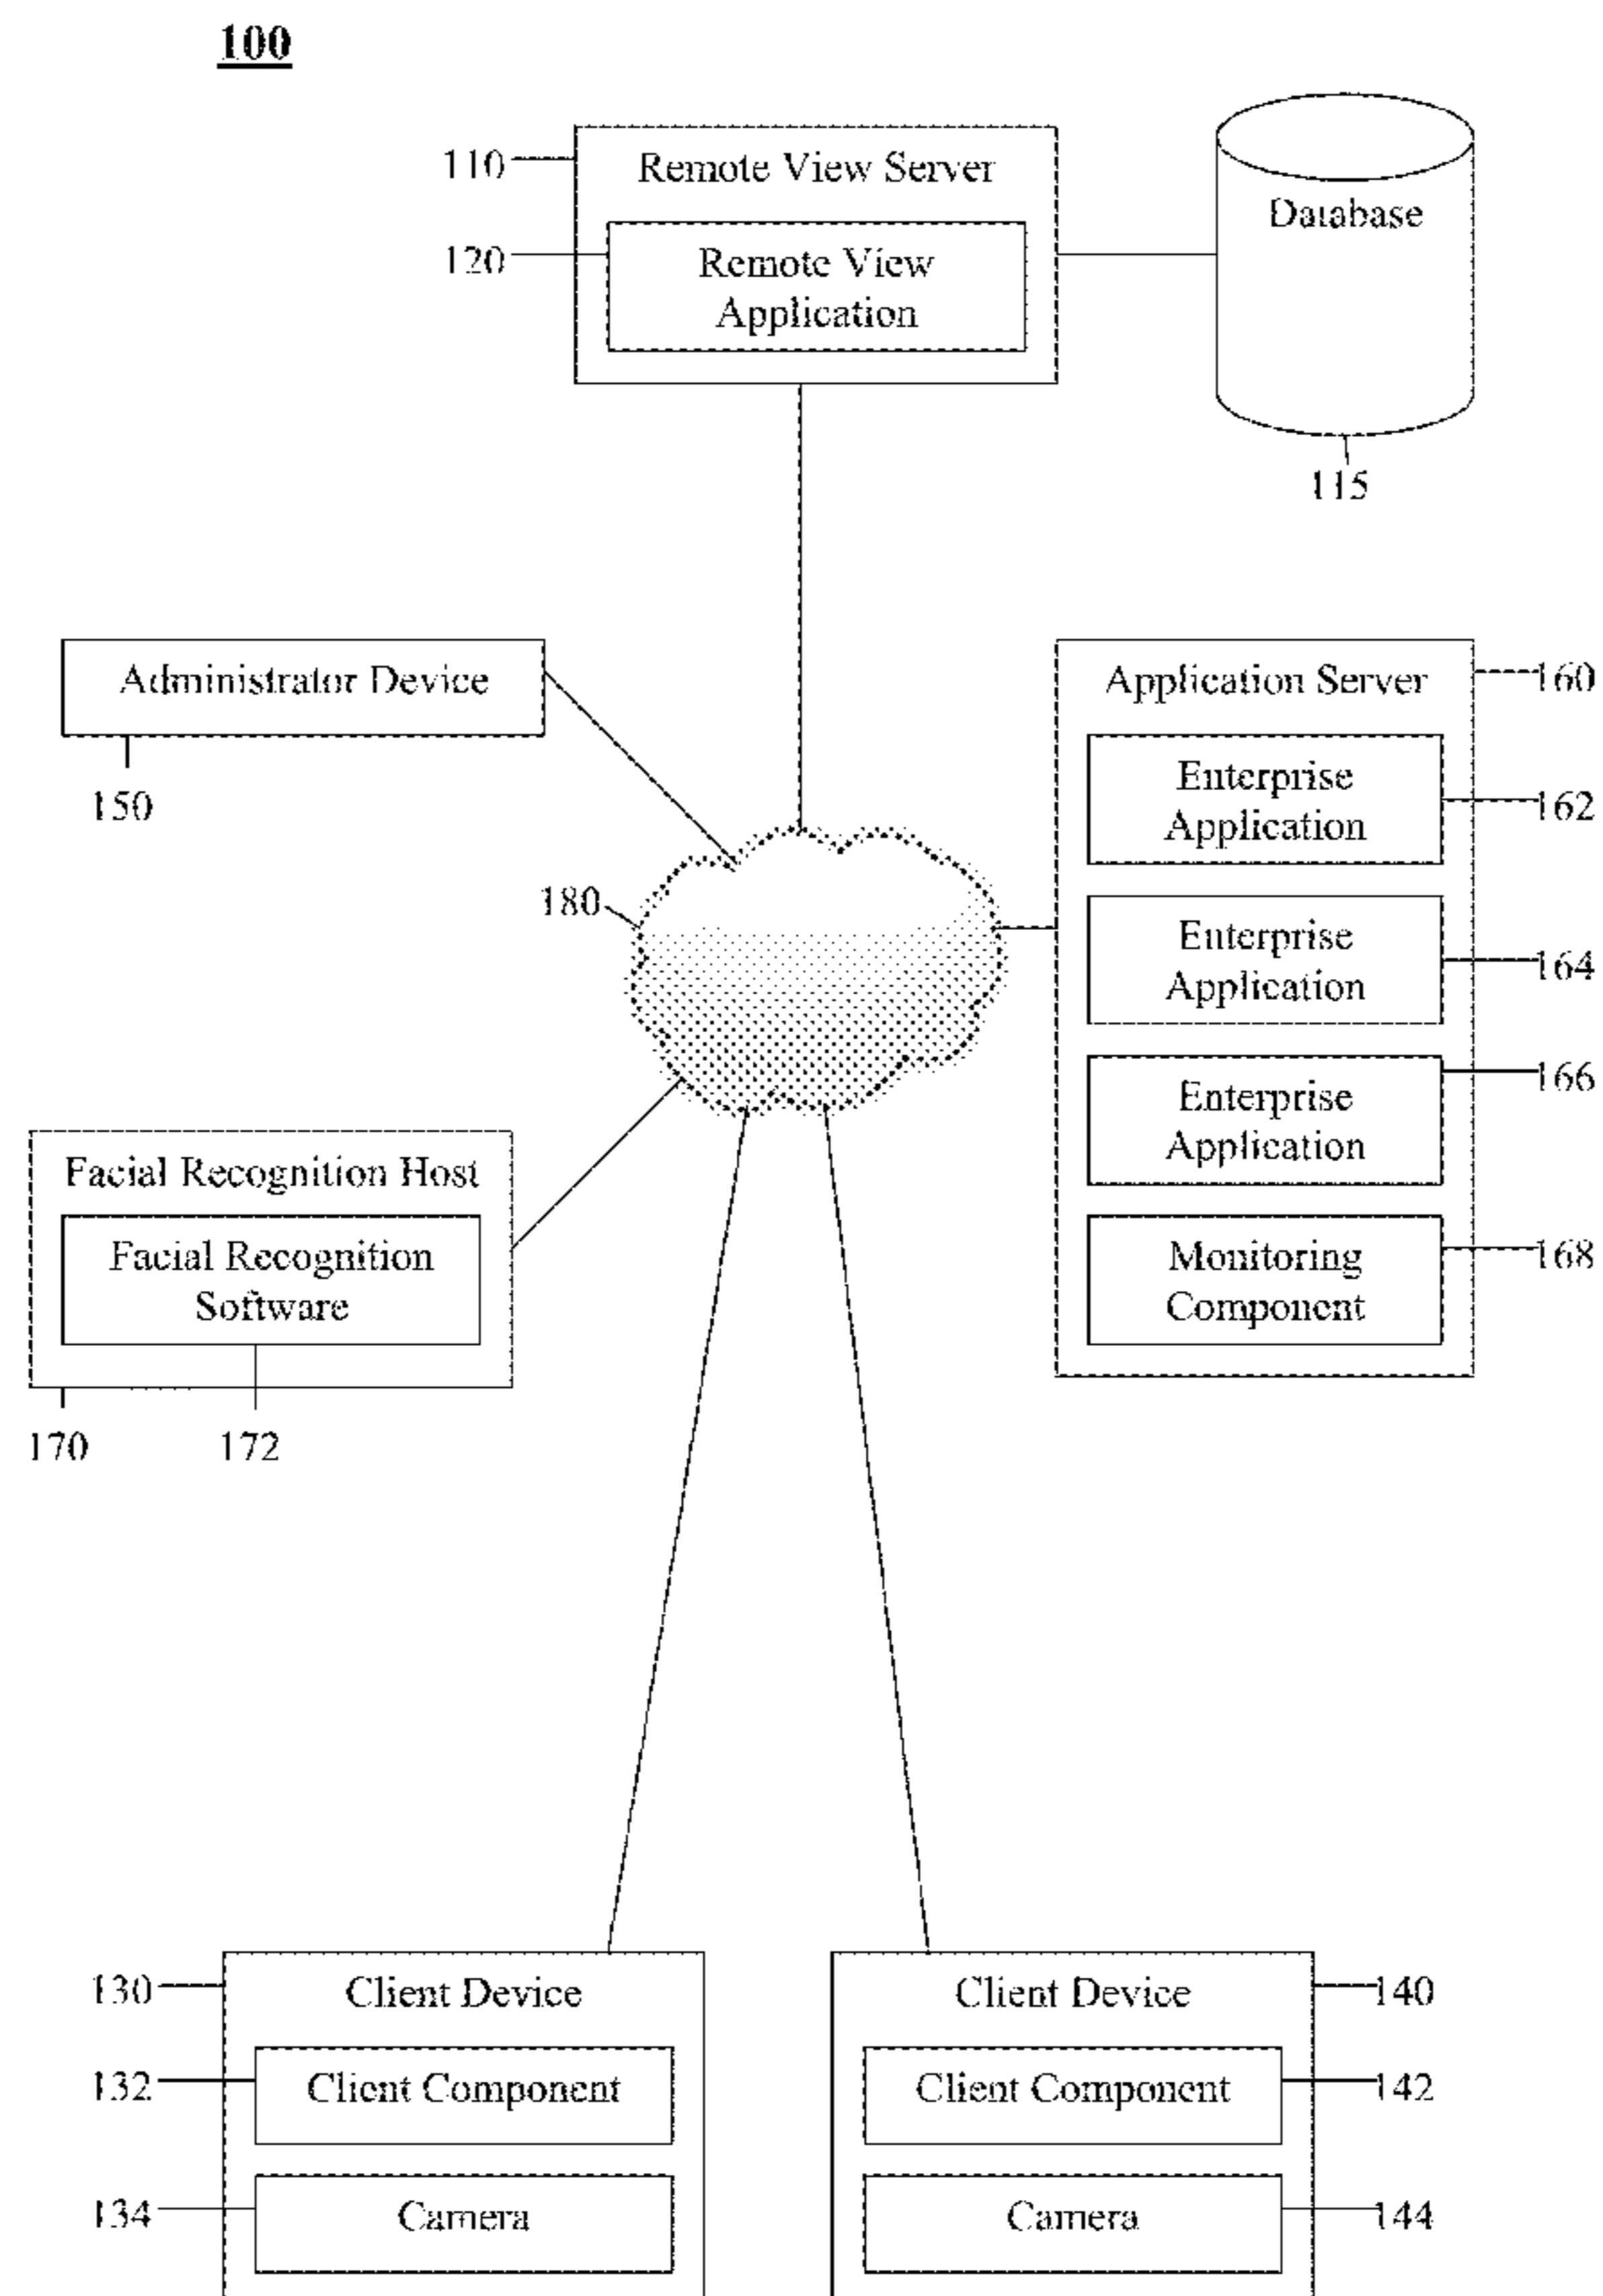 100
110
Remote View Server
120
Remote View
Application
Database
115
Administrator Device
150
180
Application Server
160
Enterprise
Application
162
Enterprise
Application
164
Enterprise
Application
166
Monitoring
Component
168
Facial Recognition Host
Facial Recognition
Software
170
172
130
Client Device
132
Client Component
134
Camera
Client Device
140
Client Component
142
Camera
144